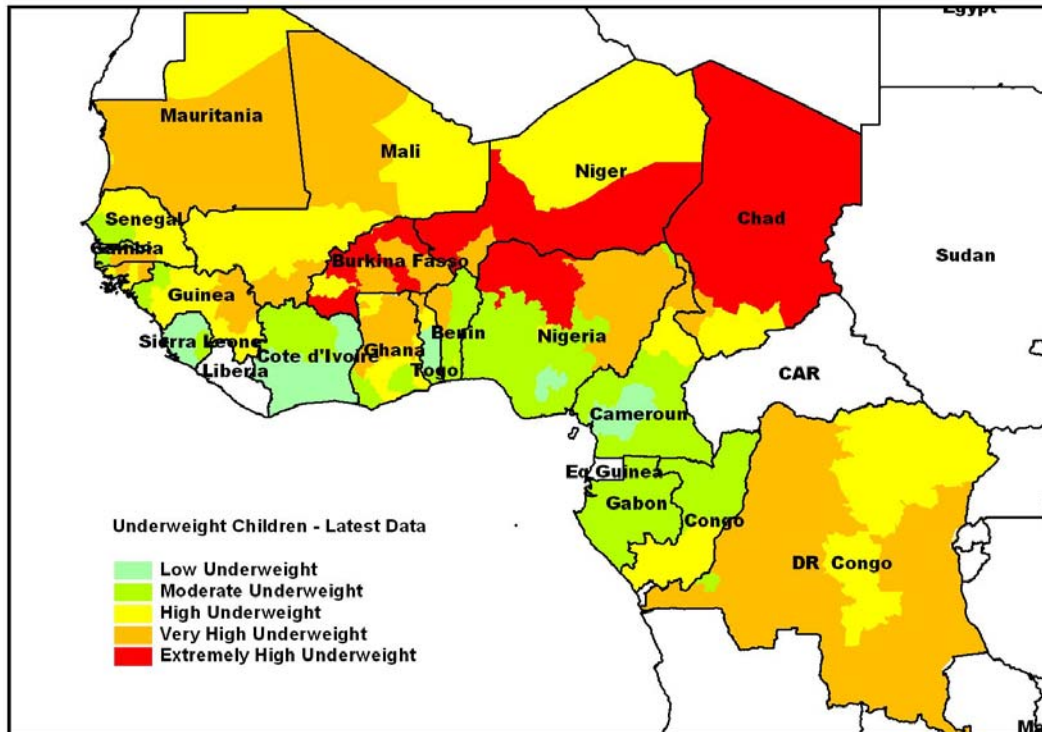 Egypt
Mauritania
Mali
Niger
Chad
Senegal
Gambia
Sudan
Burkina Fasso
Guinea
Sierra Leone
Liberia
Cote d'Ivoire
Ghana
Togo
Benin
Nigeria
CAR
Cameroun
Eq Guinea
Gabon
Congo
DR Congo
Underweight Children - Latest Data
Low Underweight
Moderate Underweight
High Underweight
Very High Underweight
Extremely High Underweight